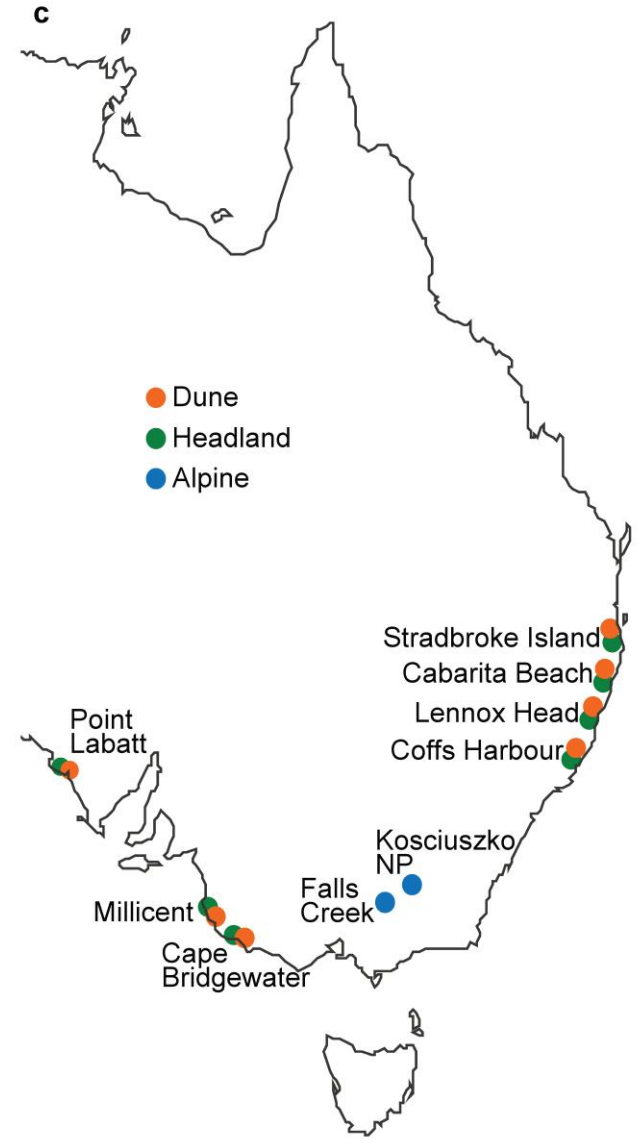 c
Dune
Headland
Alpine
Stradbroke Island
Cabarita Beach
Lennox Head
Coffs Harbour
Point
Labatt
Kosciuszko
NP
Falls
Creek
Millicent
Cape
Bridgewater